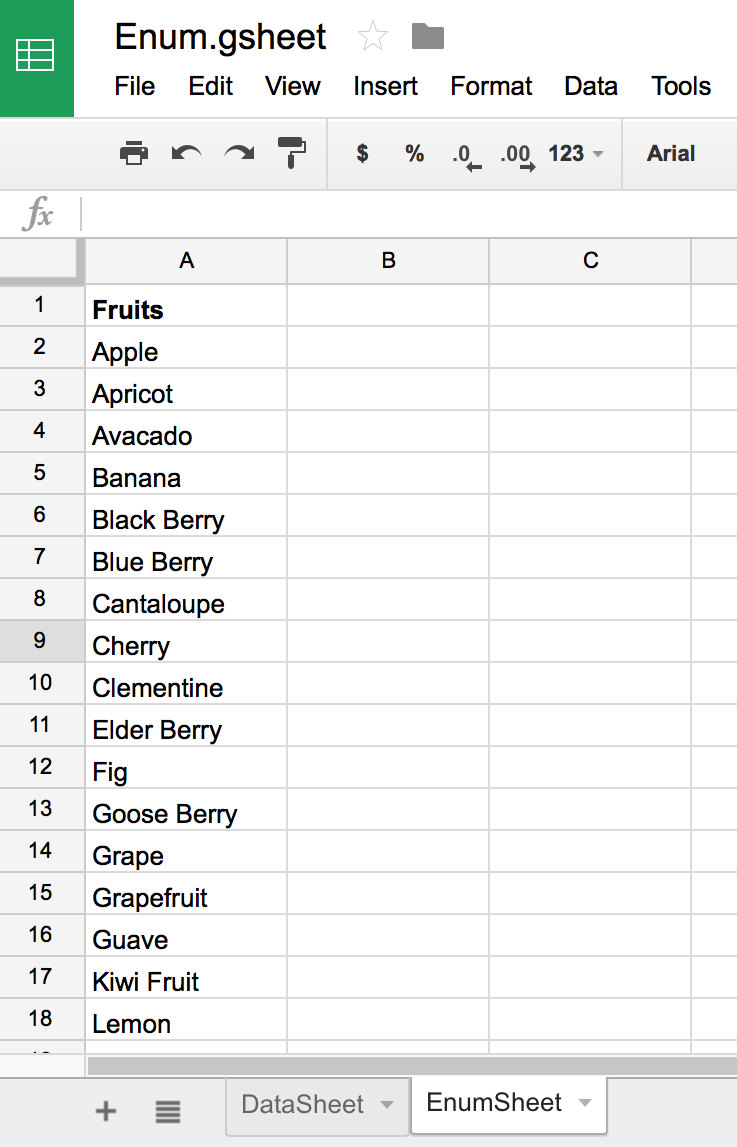 Enum.gsheet
File Edit View Insert Format Data Tools
$ % .0 .00 123 Arial
fx
A B C
1 Fruits
2 Apple
3 Apricot
4 Avacado
5 Banana
6 Black Berry
7 Blue Berry
8 Cantaloupe
9 Cherry
10 Clementine
11 Elder Berry
12 Fig
13 Goose Berry
14 Grape
15 Grapefruit
16 Guave
17 Kiwi Fruit
18 Lemon
DataSheet EnumSheet